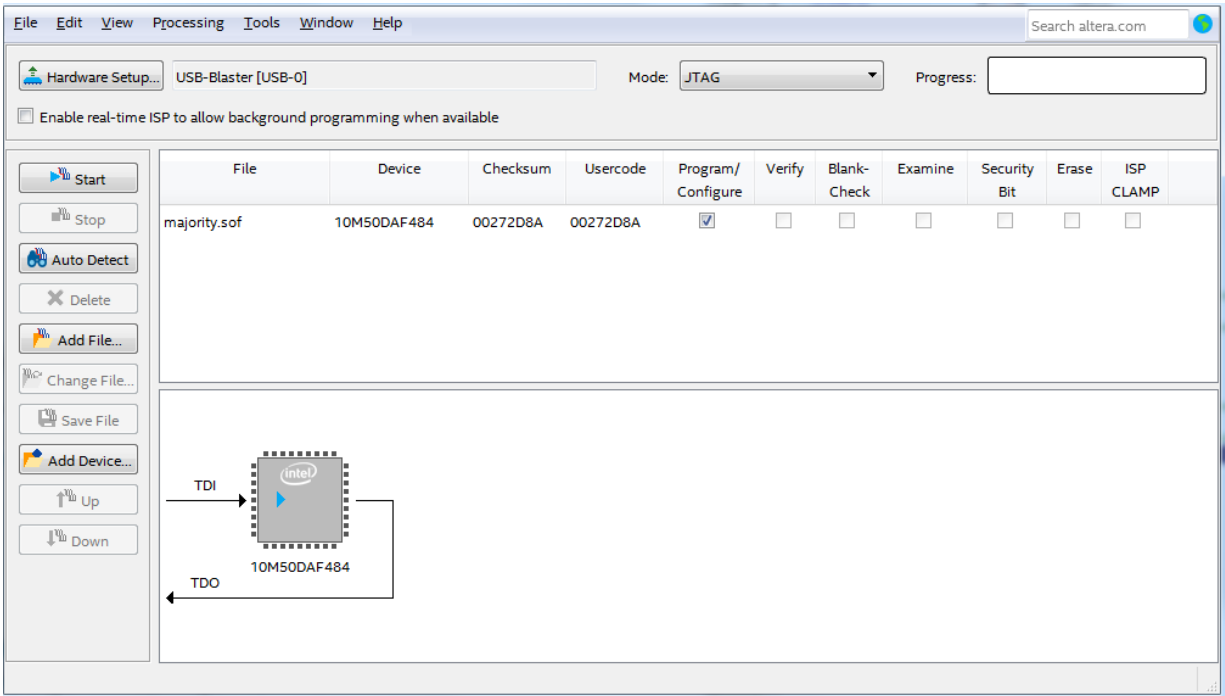 File Edit View Processing Tools Window Help Search altera.com
Hardware Setup... USB-Blaster [USB-0] Mode: JTAG Progress:
Enable real-time ISP to allow background programming when available
Start
Stop
Auto Detect
Delete
Add File...
Change File...
Save File
Add Device...
Up
Down
File Device Checksum Usercode Program/ Verify Blank- Examine Security Erase ISP
Configure Check Bit CLAMP
majority.sof 10M50DAF484 00272D8A 00272D8A
intel
TDI
10M50DAF484
TDO